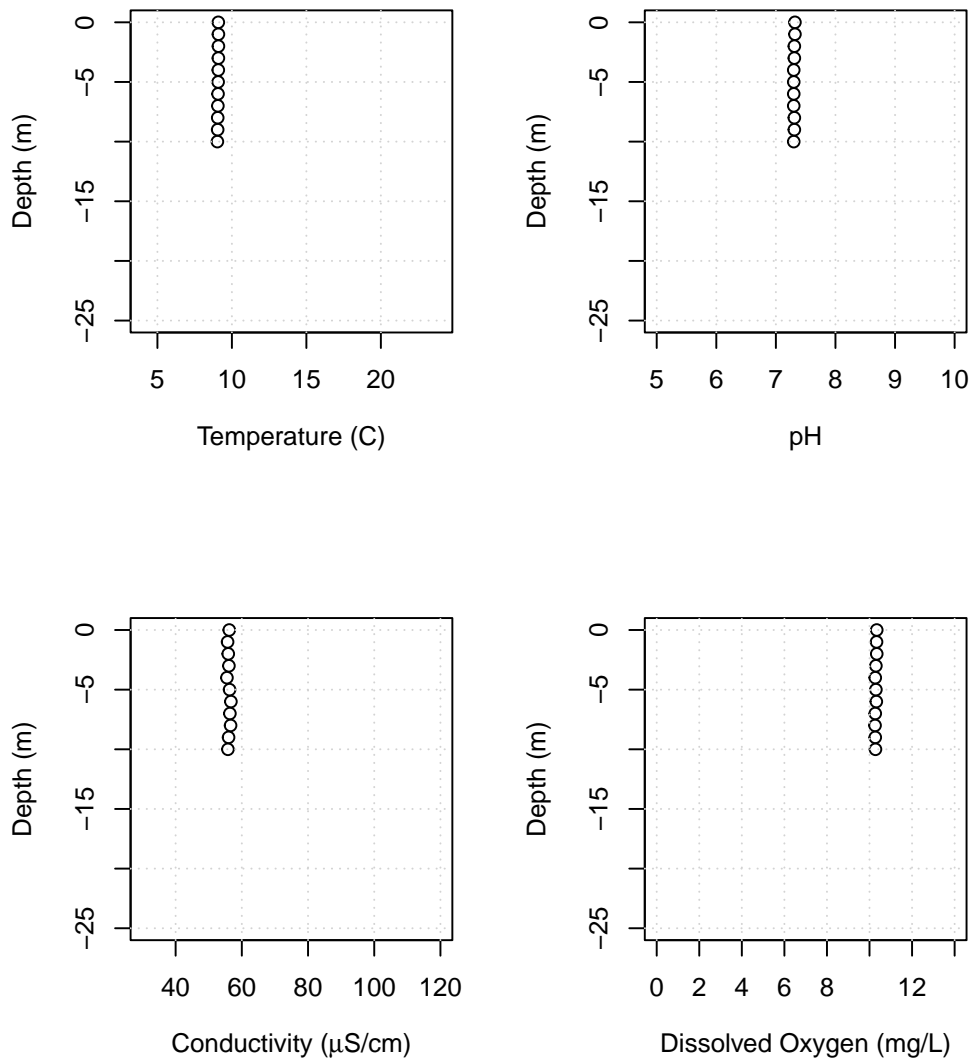 0
−5
−15
−25
Depth (m)
5 10 15 20
Temperature (C)
0
−5
−15
−25
Depth (m)
5 6 7 8 9 10
pH
0
−5
−15
−25
Depth (m)
40 60 80 100 120
Conductivity (μS/cm)
0
−5
−15
−25
Depth (m)
0 2 4 6 8 12
Dissolved Oxygen (mg/L)